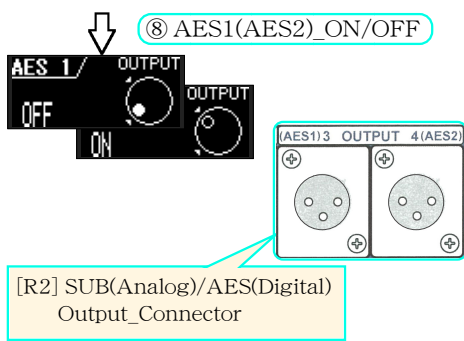 ⑧ AES1(AES2)_ON/OFF
AES 1/ OUTPUT
OFF
OUTPUT
ON
(AES1)3 OUTPUT 4(AES2)
[R2] SUB(Analog)/AES(Digital)
Output_Connector